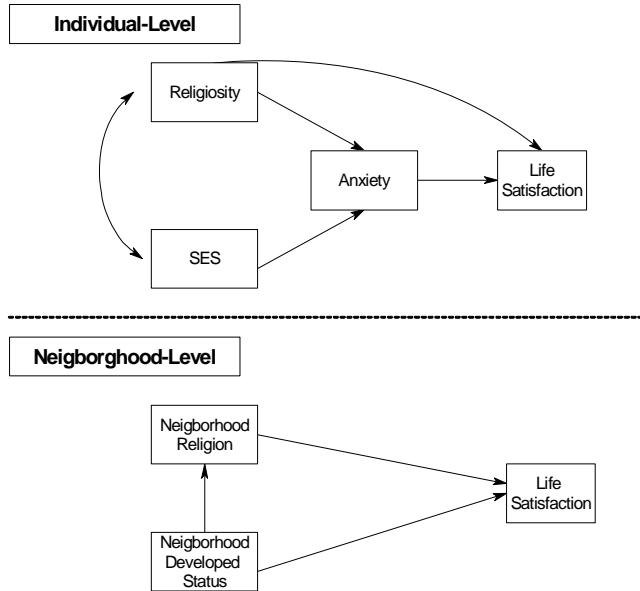 Individual-Level
Religiosity
Anxiety
Life
Satisfaction
SES
Neigborghood-Level
Neigborhood
Religion
Life
Satisfaction
Neigborhood
Developed
Status